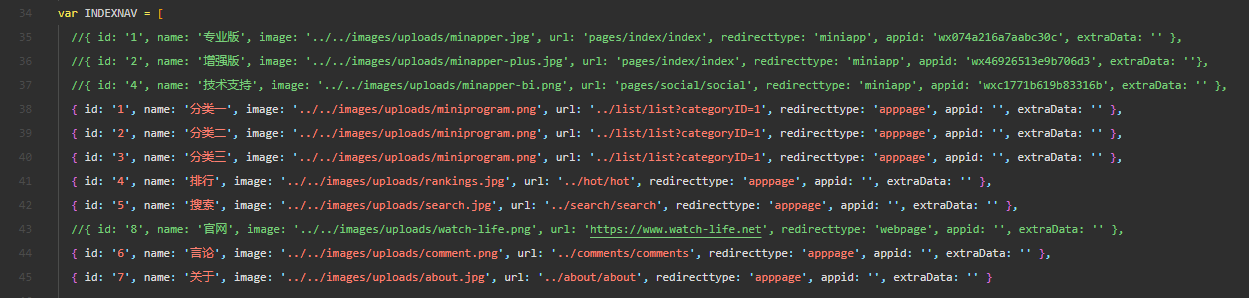 34 var INDEXNAV = [
35 //{ id: '1', name: '专业版', image: '../../images/uploads/minapper.jpg', url: 'pages/index/index', redirecttype: 'miniapp', appid: 'wx074a216a7aabc30c', extraData: '' },
36 //{ id: '2', name: '增强版', image: '../../images/uploads/minapper-plus.jpg', url: 'pages/index/index', redirecttype: 'miniapp', appid: 'wx46926513e9b706d3', extraData: ''},
37 //{ id: '4', name: '技术支持', image: '../../images/uploads/minapper-bi.png', url: 'pages/social/social', redirecttype: 'miniapp', appid: 'wxc1771b619b83316b', extraData: '' },
38 { id: '1', name: '分类一', image: '../../images/uploads/miniprogram.png', url: '../list/list?categoryID=1', redirecttype: 'apppage', appid: '', extraData: '' },
39 { id: '2', name: '分类二', image: '../../images/uploads/miniprogram.png', url: '../list/list?categoryID=1', redirecttype: 'apppage', appid: '', extraData: '' },
40 { id: '3', name: '分类三', image: '../../images/uploads/miniprogram.png', url: '../list/list?categoryID=1', redirecttype: 'apppage', appid: '', extraData: '' },
41 { id: '4', name: '排行', image: '../../images/uploads/rankings.jpg', url: '../hot/hot', redirecttype: 'apppage', appid: '', extraData: '' },
42 { id: '5', name: '搜索', image: '../../images/uploads/search.jpg', url: '../search/search', redirecttype: 'apppage', appid: '', extraData: '' },
43 //{ id: '8', name: '官网', image: '../../images/uploads/watch-life.png', url: 'https://www.watch-life.net', redirecttype: 'webpage', appid: '', extraData: '' },
44 { id: '6', name: '言论', image: '../../images/uploads/comment.png', url: '../comments/comments', redirecttype: 'apppage', appid: '', extraData: '' },
45 { id: '7', name: '关于', image: '../../images/uploads/about.jpg', url: '../about/about', redirecttype: 'apppage', appid: '', extraData: '' }